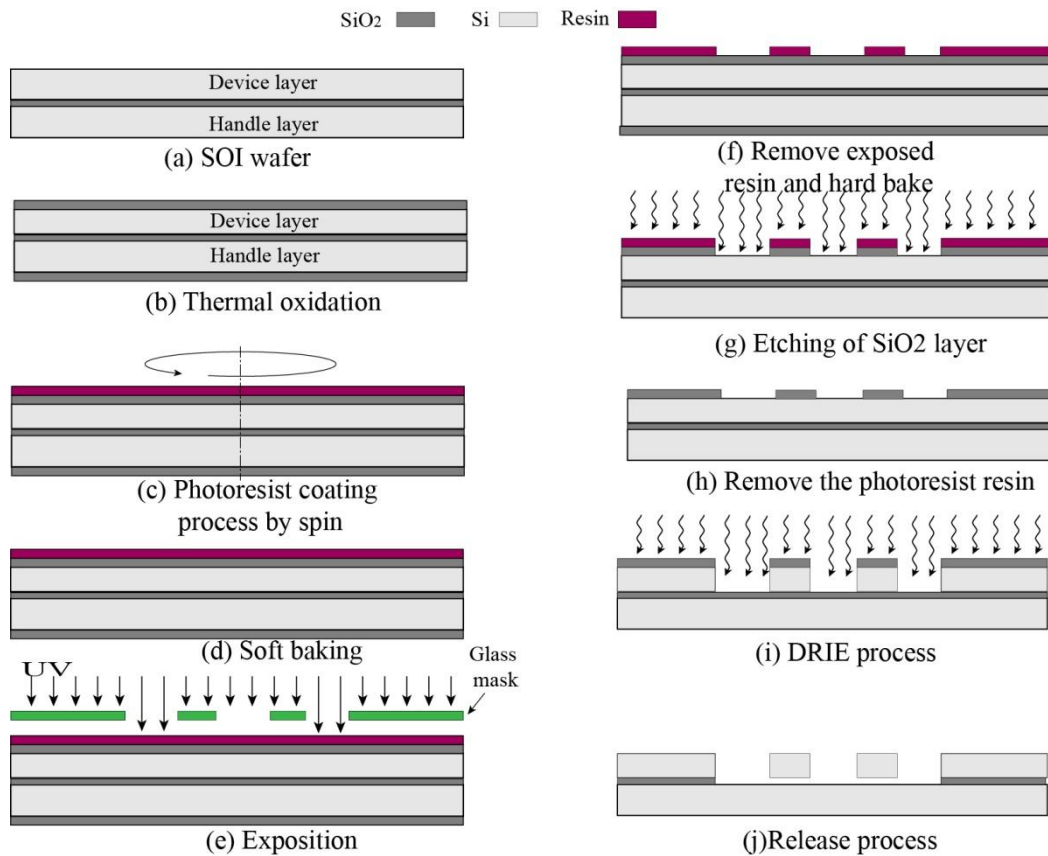 SiO2 Si Resin
Device layer
Handle layer
(a) SOI wafer
Device layer
Handle layer
(b) Thermal oxidation
(c) Photoresist coating
process by spin
(d) Soft baking
UV
Glass
mask
(e) Exposition
(f) Remove exposed
resin and hard bake
(g) Etching of SiO2 layer
(h) Remove the photoresist resin
(i) DRIE process
(j)Release process